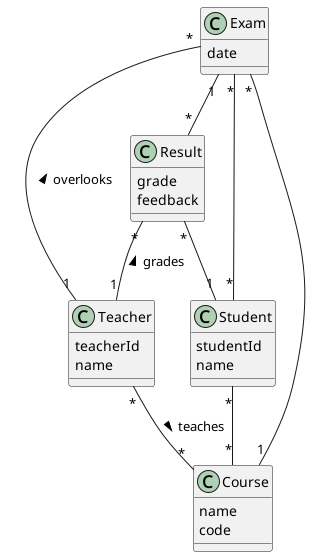 C Exam
date
* 1 * *
*
C Result
grade
feedback
overlooks
* *
grades
1 1 1 *
C Teacher
teacherId
name
C Student
studentId
name
* *
teaches
* * 1
C Course
name
code